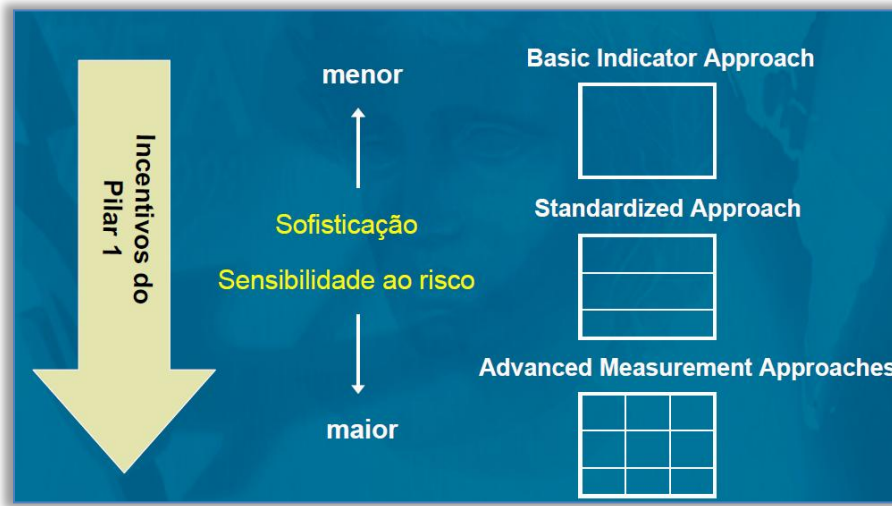 Incentivos do
Pilar 1
menor
Sofisticação
Sensibilidade ao risco
maior
Basic Indicator Approach
Standardized Approach
Advanced Measurement Approaches